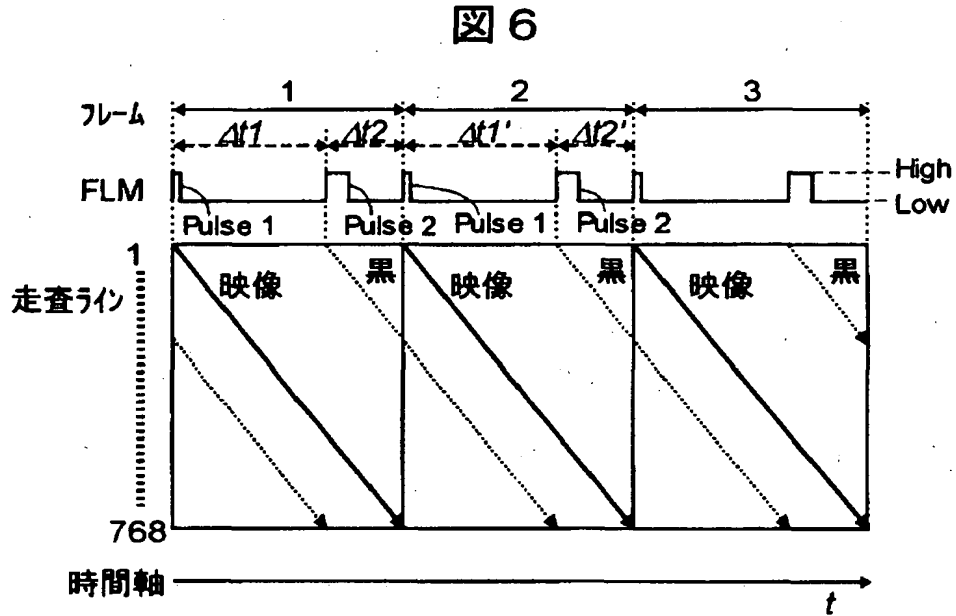 図6
1 2 3
フレーム
Δt1 Δt2 Δt1' Δt2'
High
FLM
Low
Pulse 1 Pulse 2 Pulse 1 Pulse 2
1
映像 黒 映像 黒 映像 黒
走査ライン
768
時間軸
t